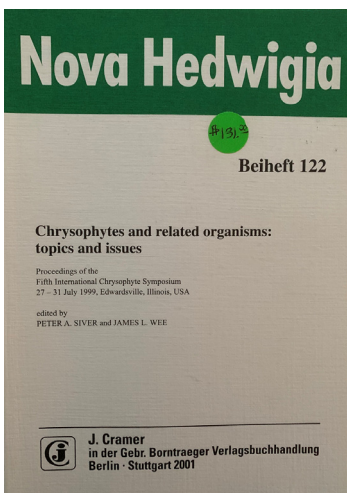 Nova Hedwigia
#131.
Beiheft 122
Chrysophytes and related organisms:
topics and issues
Proceedings of the
Fifth International Chrysophyte Symposium
27 – 31 July 1999, Edwardsville, Illinois, USA
edited by
PETER A. SIVER and JAMES L. WEE
J. Cramer
in der Gebr. Borntraeger Verlagsbuchhandlung
Berlin · Stuttgart 2001